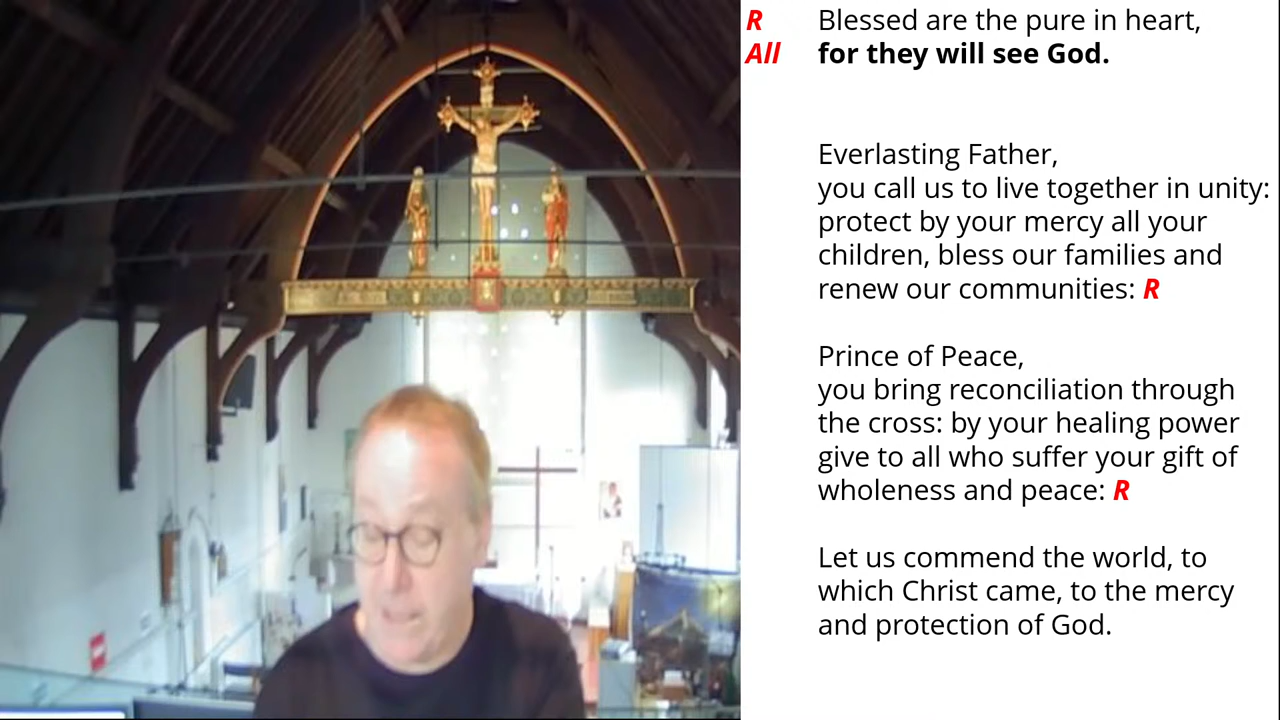 R Blessed are the pure in heart,
All for they will see God.
Everlasting Father,
you call us to live together in unity:
protect by your mercy all your
children, bless our families and
renew our communities: R
Prince of Peace,
you bring reconciliation through
the cross: by your healing power
give to all who suffer your gift of
wholeness and peace: R
Let us commend the world, to
which Christ came, to the mercy
and protection of God.